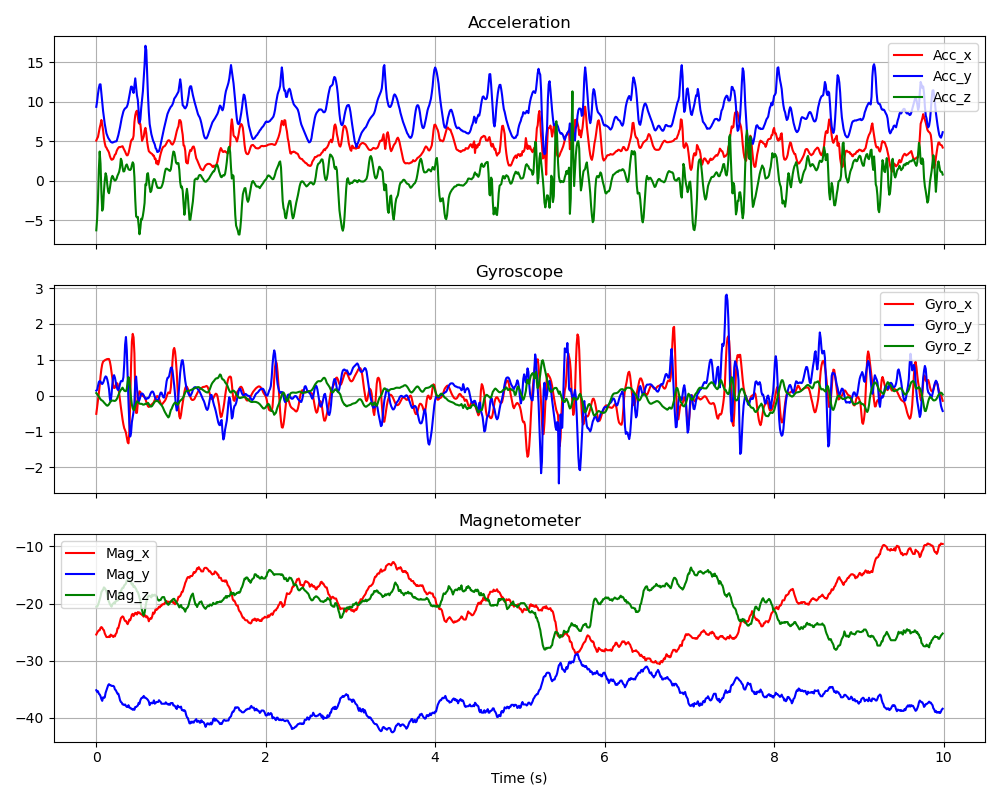 Acceleration
15
10
5
0
−5
Acc_x
Acc_y
Acc_z
Gyroscope
3
2
1
0
−1
−2
Gyro_x
Gyro_y
Gyro_z
Magnetometer
−10
−20
−30
−40
Mag_x
Mag_y
Mag_z
0 2 4 6 8 10
Time (s)